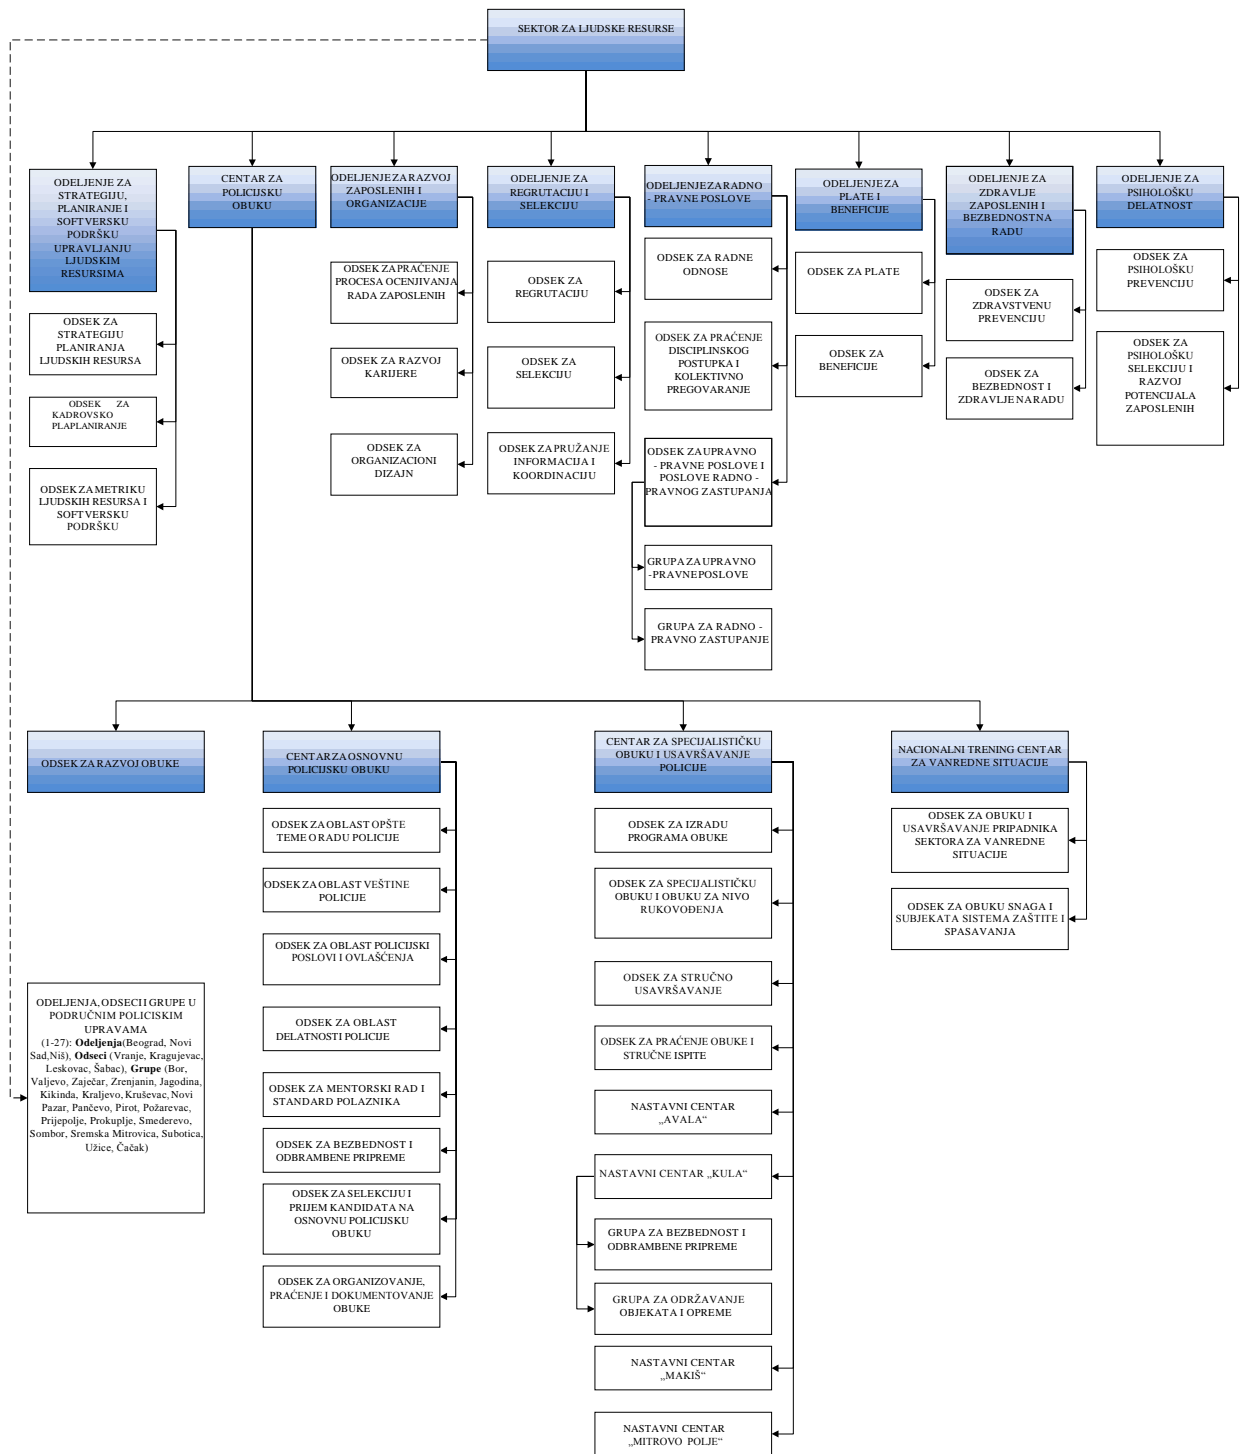 SEKTOR ZA LJUDSKE RESURSE
ODELJENJE ZA
STRATEGIJU,
PLANIRANJE I
SOFTVERSKU
PODRŠKU
UPRAVLJANJU
LJUDSKIM
RESURSIMA
ODSEK ZA
STRATEGIJU
PLANIRANJA
LJUDSKIH RESURSA
ODSEK ZA
KADROVSKO
PLAPLANIRANJE
ODSEK ZA METRIKU
LJUDSKIH RESURSA I
SOFTVERSKU
PODRŠKU
CENTAR ZA
POLICIJSKU
OBUKU
ODELJENJE ZA RAZVOJ
ZAPOSLENIH I
ORGANIZACIJE
ODSEK ZA PRAĆENJE
PROCESA OCENJIVANJA
RADA ZAPOSLENIH
ODSEK ZA RAZVOJ
KARIJERE
ODSEK ZA
ORGANIZACIONI
DIZAJN
ODELJENJE ZA
REGRUTACIJU I
SELEKCIJU
ODSEK ZA
REGRUTACIJU
ODSEK ZA
SELEKCIJU
ODSEK ZA PRUŽANJE
INFORMACIJA I
KOORDINACIJU
ODELJENJE ZA RADNO
- PRAVNE POSLOVE
ODSEK ZA RADNE
ODNOSE
ODSEK ZA PRAĆENJE
DISCIPLINSKOG
POSTUPKA I
KOLEKTIVNO
PREGOVARANJE
ODSEK ZA UPRAVNO
- PRAVNE POSLOVE I
POSLOVE RADNO -
PRAVNOG ZASTUPANJA
GRUPA ZA UPRAVNO
-PRAVNE POSLOVE
GRUPA ZA RADNO -
PRAVNO ZASTUPANJE
ODELJENJE ZA
PLATE I
BENEFICIJE
ODSEK ZA PLATE
ODSEK ZA
BENEFICIJE
ODELJENJE ZA
ZDRAVLJE
ZAPOSLENIH I
BEZBEDNOST NA
RADU
ODSEK ZA
ZDRAVSTVENU
PREVENCIJU
ODSEK ZA
BEZBEDNOST I
ZDRAVLJE NA RADU
ODELJENJE ZA
PSIHOLOŠKU
DELATNOST
ODSEK ZA
PSIHOLOŠKU
PREVENCIJU
ODSEK ZA
PSIHOLOŠKU
SELEKCIJU I
RAZVOJ
POTENCIJALA
ZAPOSLENIH
ODSEK ZA RAZVOJ OBUKE
ODELJENJA, ODSECI I GRUPE U
PODRUČNIM POLICISKIM
UPRAVAMA
(1-27): Odeljenja(Beograd, Novi
Sad,Niš), Odseci (Vranje, Kragujevac,
Leskovac, Šabac), Grupe (Bor,
Valjevo, Zaječar, Zrenjanin, Jagodina,
Kikinda, Kraljevo, Kruševac, Novi
Pazar, Pančevo, Pirot, Požarevac,
Prijepolje, Prokuplje, Smederevo,
Sombor, Sremska Mitrovica, Subotica,
Užice, Čačak)
CENTAR ZA OSNOVNU
POLICIJSKU OBUKU
ODSEK ZA OBLAST OPŠTE
TEME O RADU POLICIJE
ODSEK ZA OBLAST VEŠTINE
POLICIJE
ODSEK ZA OBLAST POLICIJSKI
POSLOVI I OVLAŠĆENJA
ODSEK ZA OBLAST
DELATNOSTI POLICIJE
ODSEK ZA MENTORSKI RAD I
STANDARD POLAZNIKA
ODSEK ZA BEZBEDNOST I
ODBRAMBENE PRIPREME
ODSEK ZA SELEKCIJU I
PRIJEM KANDIDATA NA
OSNOVNU POLICIJSKU
OBUKU
ODSEK ZA ORGANIZOVANJE,
PRAĆENJE I DOKUMENTOVANJE
OBUKE
CENTAR ZA SPECIJALISTIČKU
OBUKU I USAVRŠAVANJE
POLICIJE
ODSEK ZA IZRADU
PROGRAMA OBUKE
ODSEK ZA SPECIJALISTIČKU
OBUKU I OBUKU ZA NIVO
RUKOVOĐENJA
ODSEK ZA STRUČNO
USAVRŠAVANJE
ODSEK ZA PRAĆENJE OBUKE I
STRUČNE ISPITE
NASTAVNI CENTAR
„AVALA“
NASTAVNI CENTAR „KULA“
GRUPA ZA BEZBEDNOST I
ODBRAMBENE PRIPREME
GRUPA ZA ODRŽAVANJE
OBJEKATA I OPREME
NASTAVNI CENTAR
„MAKIŠ“
NASTAVNI CENTAR
„MITROVO POLJE“
NACIONALNI TRENING CENTAR
ZA VANREDNE SITUACIJE
ODSEK ZA OBUKU I
USAVRŠAVANJE PRIPADNIKA
SEKTORA ZA VANREDNE
SITUACIJE
ODSEK ZA OBUKU SNAGA I
SUBJEKATA SISTEMA ZAŠTITE I
SPASAVANJA